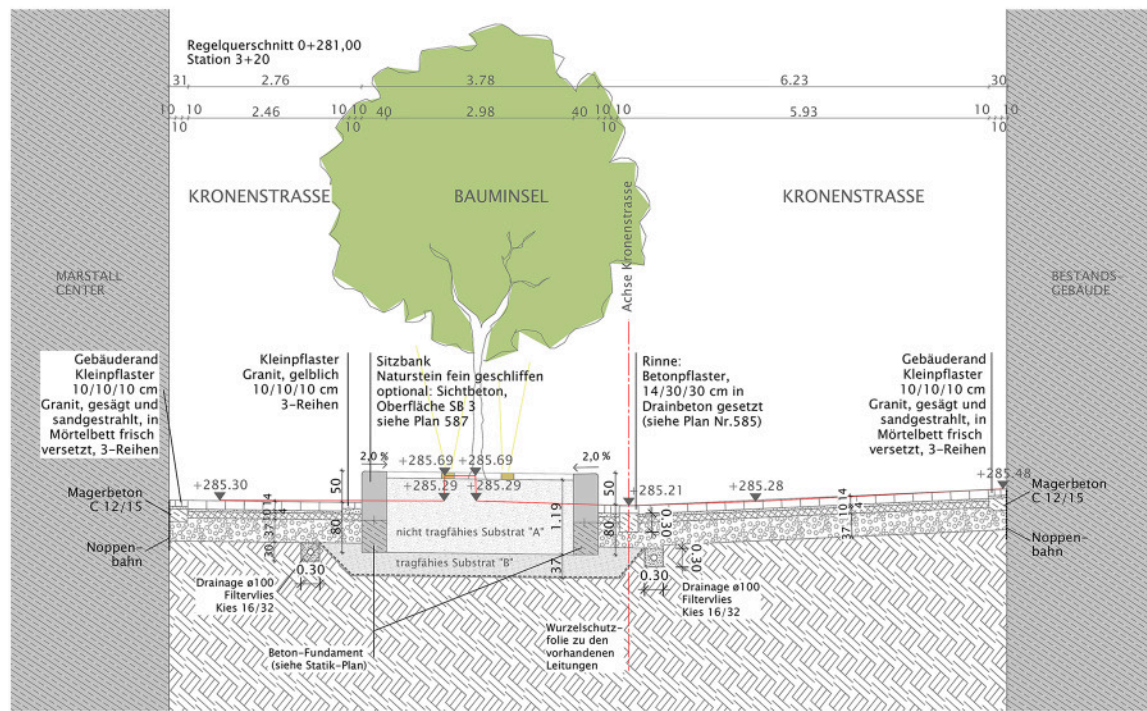 Regelquerschnitt 0+281,00
Station 3+20
31 2.76 3.78 6.23 30
10 10 2.46 10 10 40 2.98 40 10 10 5.93 10 10
10 10 10 10
KRONENSTRASSE
BAUMINSEL
KRONENSTRASSE
Achse Kronenstrasse
MARSTALL
CENTER
BESTANDS-
GEBÄUDE
Gebäuderand
Kleinpflaster
10/10/10 cm
Granit, gesägt und
sandgestrahlt, in
Mörtelbett frisch
versetzt, 3-Reihen
Kleinpflaster
Granit, gelblich
10/10/10 cm
3-Reihen
Sitzbank
Naturstein fein geschliffen
optional: Sichtbeton,
Oberfläche SB 3
siehe Plan 587
Rinne:
Betonpflaster,
14/30/30 cm in
Drainbeton gesetzt
(siehe Plan Nr.585)
Gebäuderand
Kleinpflaster
10/10/10 cm
Granit, gesägt und
sandgestrahlt, in
Mörtelbett frisch
versetzt, 3-Reihen
2,0 % +285.69 +285.69 2,0 %
+285.30 +285.29 +285.29 +285.21 +285.28 +285.48
50
80
1.19
37
50
80
0.30
0.30
Magerbeton
C 12/15
Noppen-
bahn
Magerbeton
C 12/15
Noppen-
bahn
nicht tragfähies Substrat "A"
tragfähies Substrat "B"
0.30
Drainage ø100
Filtervlies
Kies 16/32
0.30
Drainage ø100
Filtervlies
Kies 16/32
Beton-Fundament
(siehe Statik-Plan)
Wurzelschutz-
folie zu den
vorhandenen
Leitungen